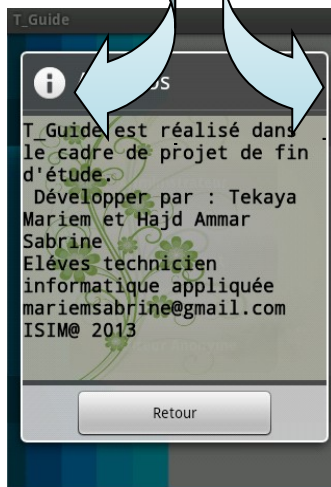 T_Guide
T_Guide est réalisé dans
le cadre de projet de fin
d'étude.
Développer par : Tekaya
Mariem et Hajd Ammar
Sabrine
Eléves technicien
informatique appliquée
mariemsabrine@gmail.com
ISIM@ 2013
Retour